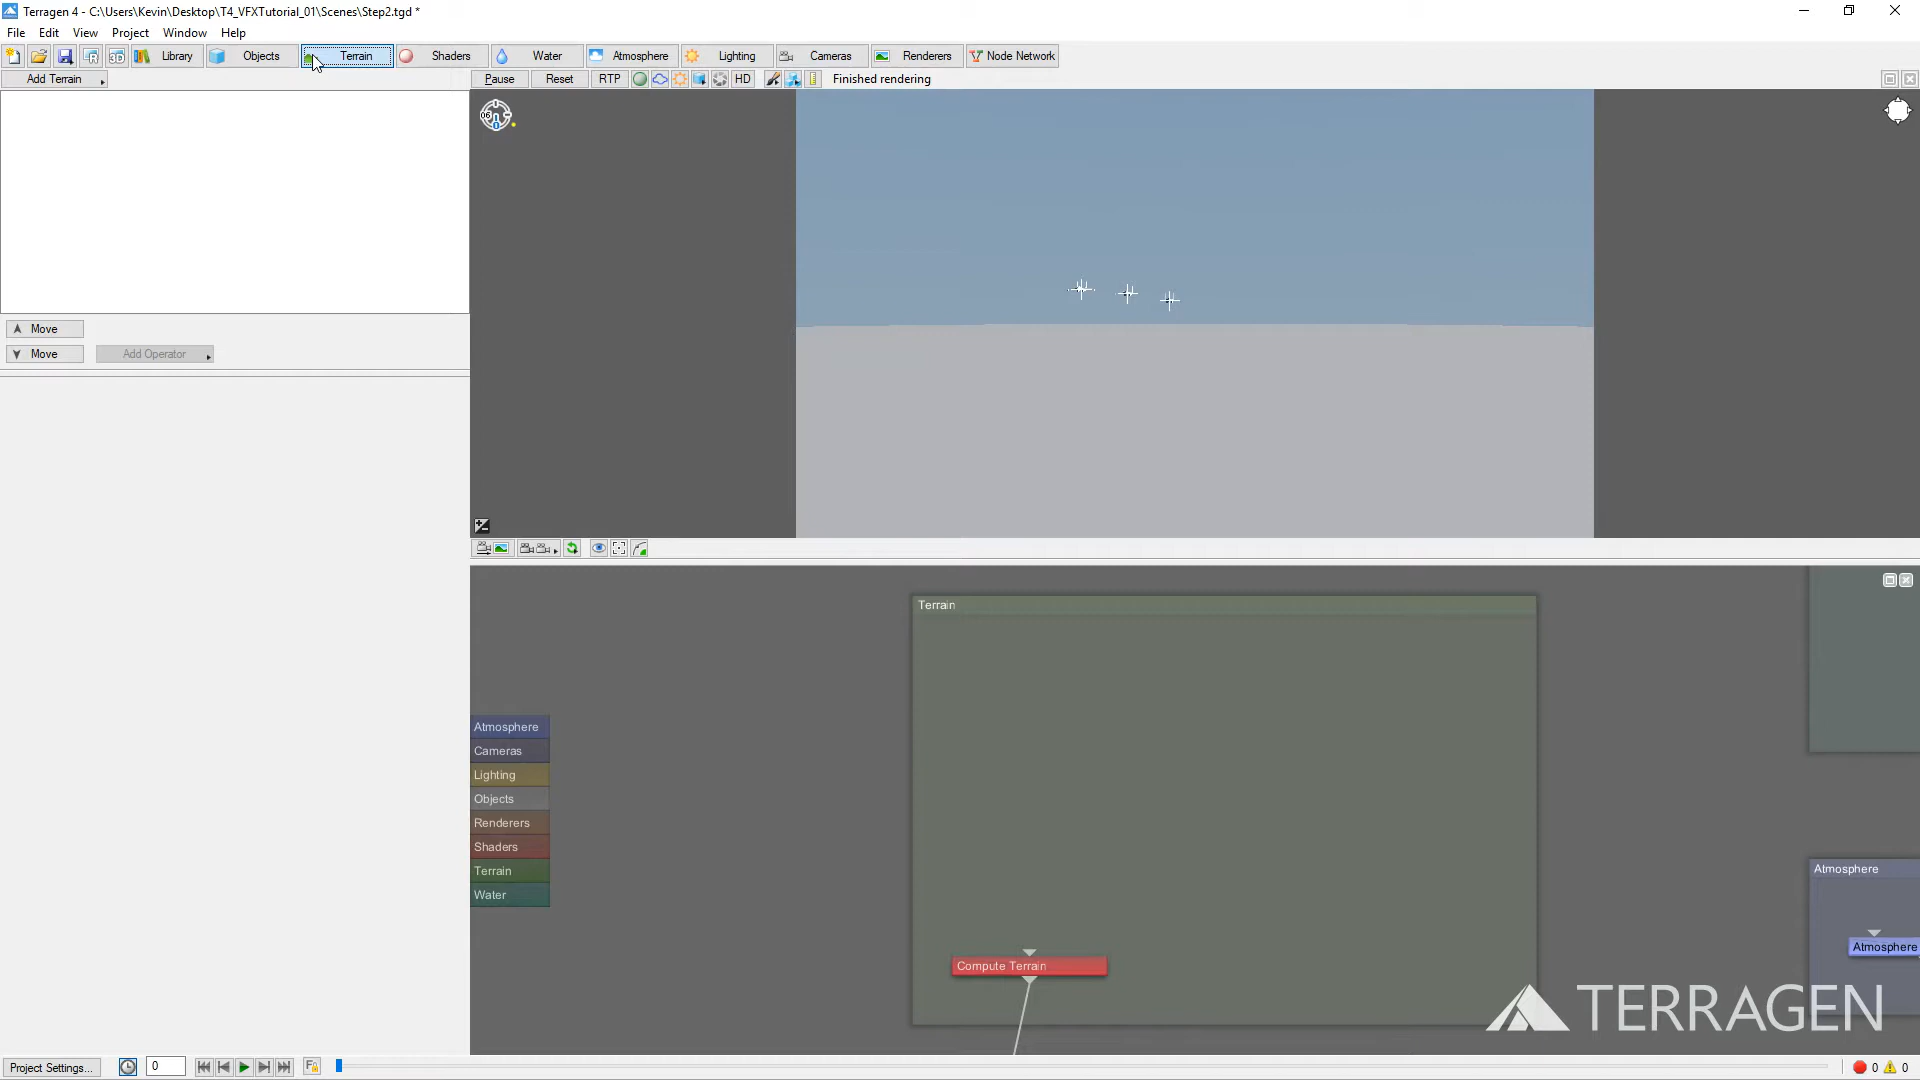 Terragen 4 - C:\Users\Kevin\Desktop\T4_VFXTutorial_01\Scenes\Step2.tgd *
File Edit View Project Window Help
Library Objects Terrain Shaders Water Atmosphere Lighting Cameras Renderers Node Network
Add Terrain
Pause Reset RTP HD Finished rendering
Move
Move Add Operator
Terrain
Atmosphere
Cameras
Lighting
Objects
Renderers
Shaders
Terrain
Water
Atmosphere
Atmosphere
Compute Terrain
TERRAGEN
Project Settings... 0 0 0